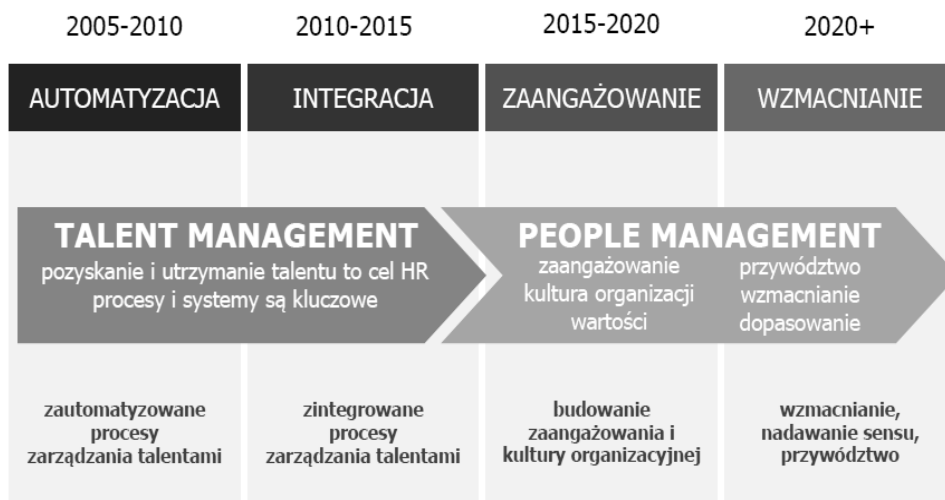 2005-2010
2010-2015
2015-2020
2020+
AUTOMATYZACJA
INTEGRACJA
ZAANGAŻOWANIE
WZMACNIANIE
TALENT MANAGEMENT
pozyskanie i utrzymanie talentu to cel HR
procesy i systemy są kluczowe
PEOPLE MANAGEMENT
zaangażowanie
kultura organizacji
wartości
przywództwo
wzmacnianie
dopasowanie
zautomatyzowane
procesy
zarządzania talentami
zintegrowane
procesy
zarządzania talentami
budowanie
zaangażowania i
kultury organizacyjnej
wzmacnianie,
nadawanie sensu,
przywództwo